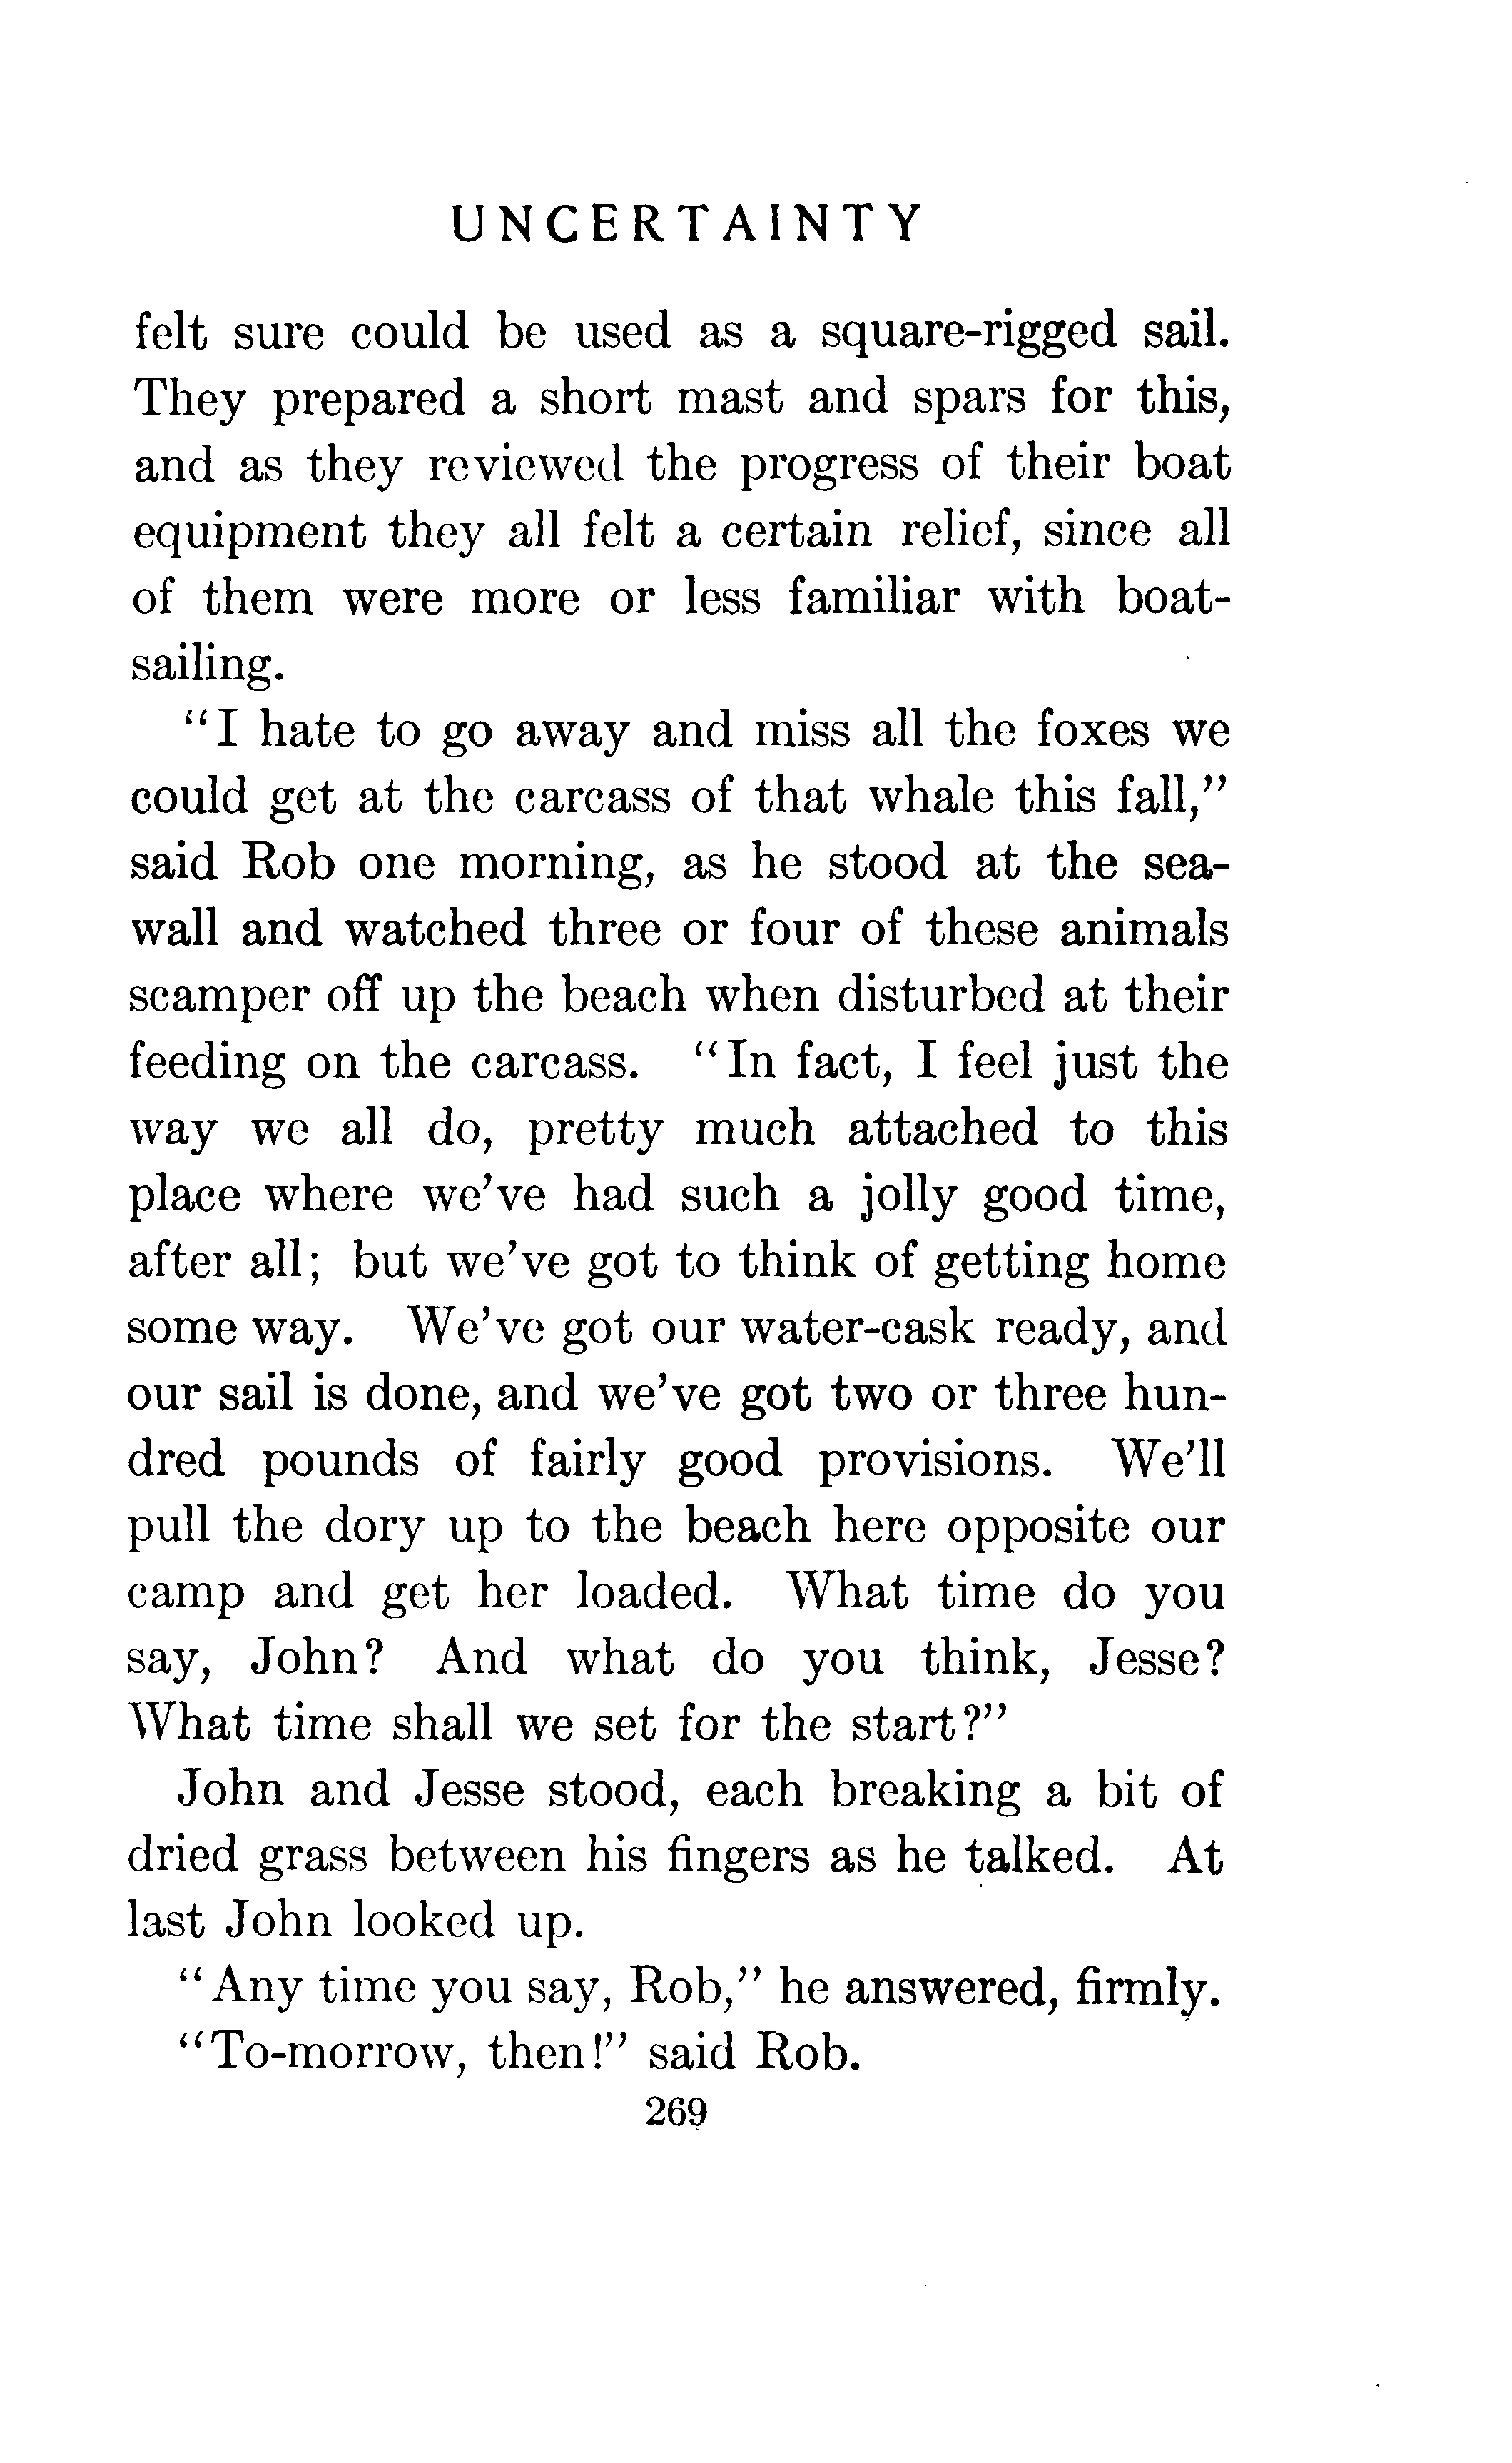 UNCERTAINTY
felt sure could be used as a square-rigged sail.
They prepared a short mast and spars for this,
and as they reviewed the progress of their boat
equipment they all felt a certain relief, since all
of them were more or less familiar with boat-
sailing.
"I hate to go away and miss all the foxes we
could get at the carcass of that whale this fall,"
said Rob one morning, as he stood at the sea-
wall and watched three or four of these animals
scamper off up the beach when disturbed at their
feeding on the carcass. "In fact, I feel just the
way we all do, pretty much attached to this
place where we've had such a jolly good time,
after all; but we've got to think of getting home
some way. We've got our water-cask ready, and
our sail is done, and we've got two or three hun-
dred pounds of fairly good provisions. We'll
pull the dory up to the beach here opposite our
camp and get her loaded. What time do you
say, John? And what do you think, Jesse?
What time shall we set for the start?"
John and Jesse stood, each breaking a bit of
dried grass between his fingers as he talked. At
last John looked up.
"Any time you say, Rob," he answered, firmly.
"To-morrow, then!" said Rob.
269